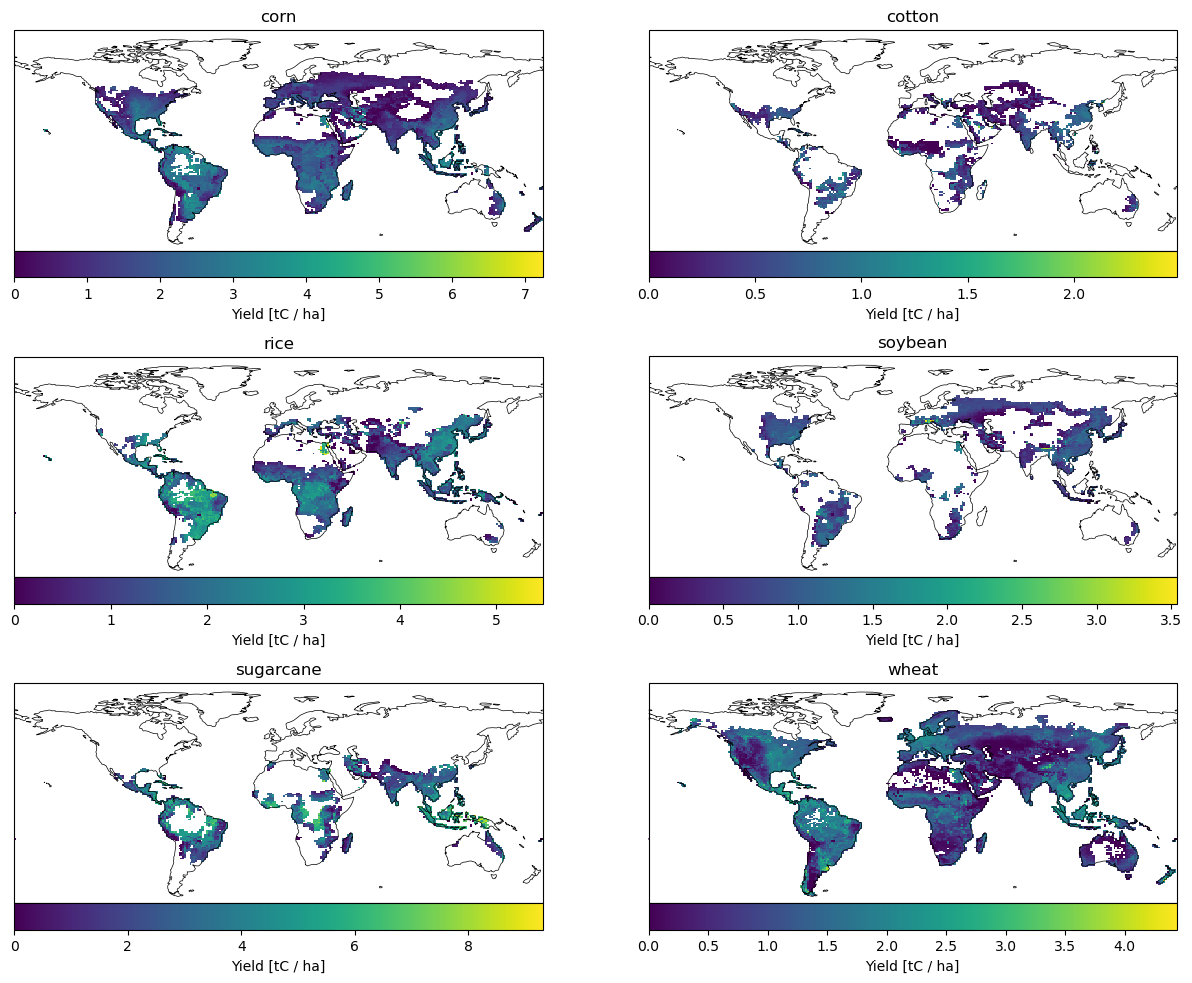 corn
cotton
0 1 2 3 4 5 6 7
Yield [tC / ha]
0.0 0.5 1.0 1.5 2.0
Yield [tC / ha]
rice
soybean
0 1 2 3 4 5
Yield [tC / ha]
0.0 0.5 1.0 1.5 2.0 2.5 3.0 3.5
Yield [tC / ha]
sugarcane
wheat
0 2 4 6 8
Yield [tC / ha]
0.0 0.5 1.0 1.5 2.0 2.5 3.0 3.5 4.0
Yield [tC / ha]